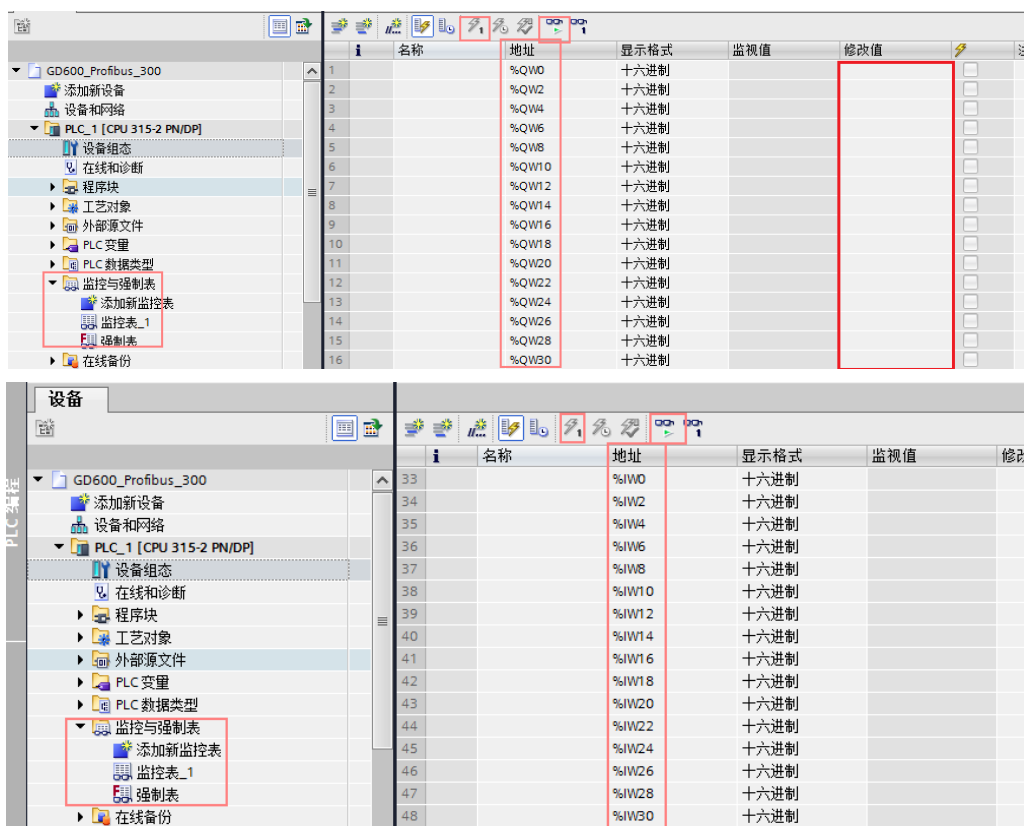 i 名称 地址 显示格式 监视值 修改值
GD600_Profibus_300
添加新设备
设备和网络
PLC_1 [CPU 315-2 PN/DP]
设备组态
在线和诊断
程序块
工艺对象
外部源文件
PLC 变量
PLC 数据类型
监控与强制表
添加新监控表
监控表_1
强制表
在线备份
1 %QW0 十六进制
2 %QW2 十六进制
3 %QW4 十六进制
4 %QW6 十六进制
5 %QW8 十六进制
6 %QW10 十六进制
7 %QW12 十六进制
8 %QW14 十六进制
9 %QW16 十六进制
10 %QW18 十六进制
11 %QW20 十六进制
12 %QW22 十六进制
13 %QW24 十六进制
14 %QW26 十六进制
15 %QW28 十六进制
16 %QW30 十六进制
设备
i 名称 地址 显示格式 监视值
GD600_Profibus_300
添加新设备
设备和网络
PLC_1 [CPU 315-2 PN/DP]
设备组态
在线和诊断
程序块
工艺对象
外部源文件
PLC 变量
PLC 数据类型
监控与强制表
添加新监控表
监控表_1
强制表
在线备份
33 %IW0 十六进制
34 %IW2 十六进制
35 %IW4 十六进制
36 %IW6 十六进制
37 %IW8 十六进制
38 %IW10 十六进制
39 %IW12 十六进制
40 %IW14 十六进制
41 %IW16 十六进制
42 %IW18 十六进制
43 %IW20 十六进制
44 %IW22 十六进制
45 %IW24 十六进制
46 %IW26 十六进制
47 %IW28 十六进制
48 %IW30 十六进制